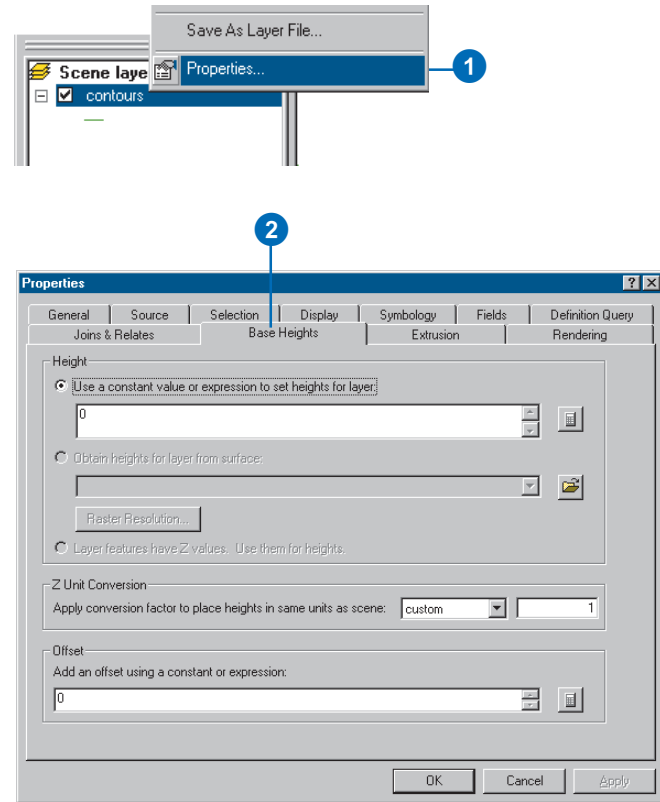 Save As Layer File...
Properties...
1
Scene laye
contours
2
Properties
General Source Selection Display Symbology Fields Definition Query
Joins & Relates Base Heights Extrusion Rendering
Height
Use a constant value or expression to set heights for layer:
0
Obtain heights for layer from surface:
Raster Resolution...
Layer features have Z values. Use them for heights.
Z Unit Conversion
Apply conversion factor to place heights in same units as scene: custom 1
Offset
Add an offset using a constant or expression:
0
OK Cancel Apply